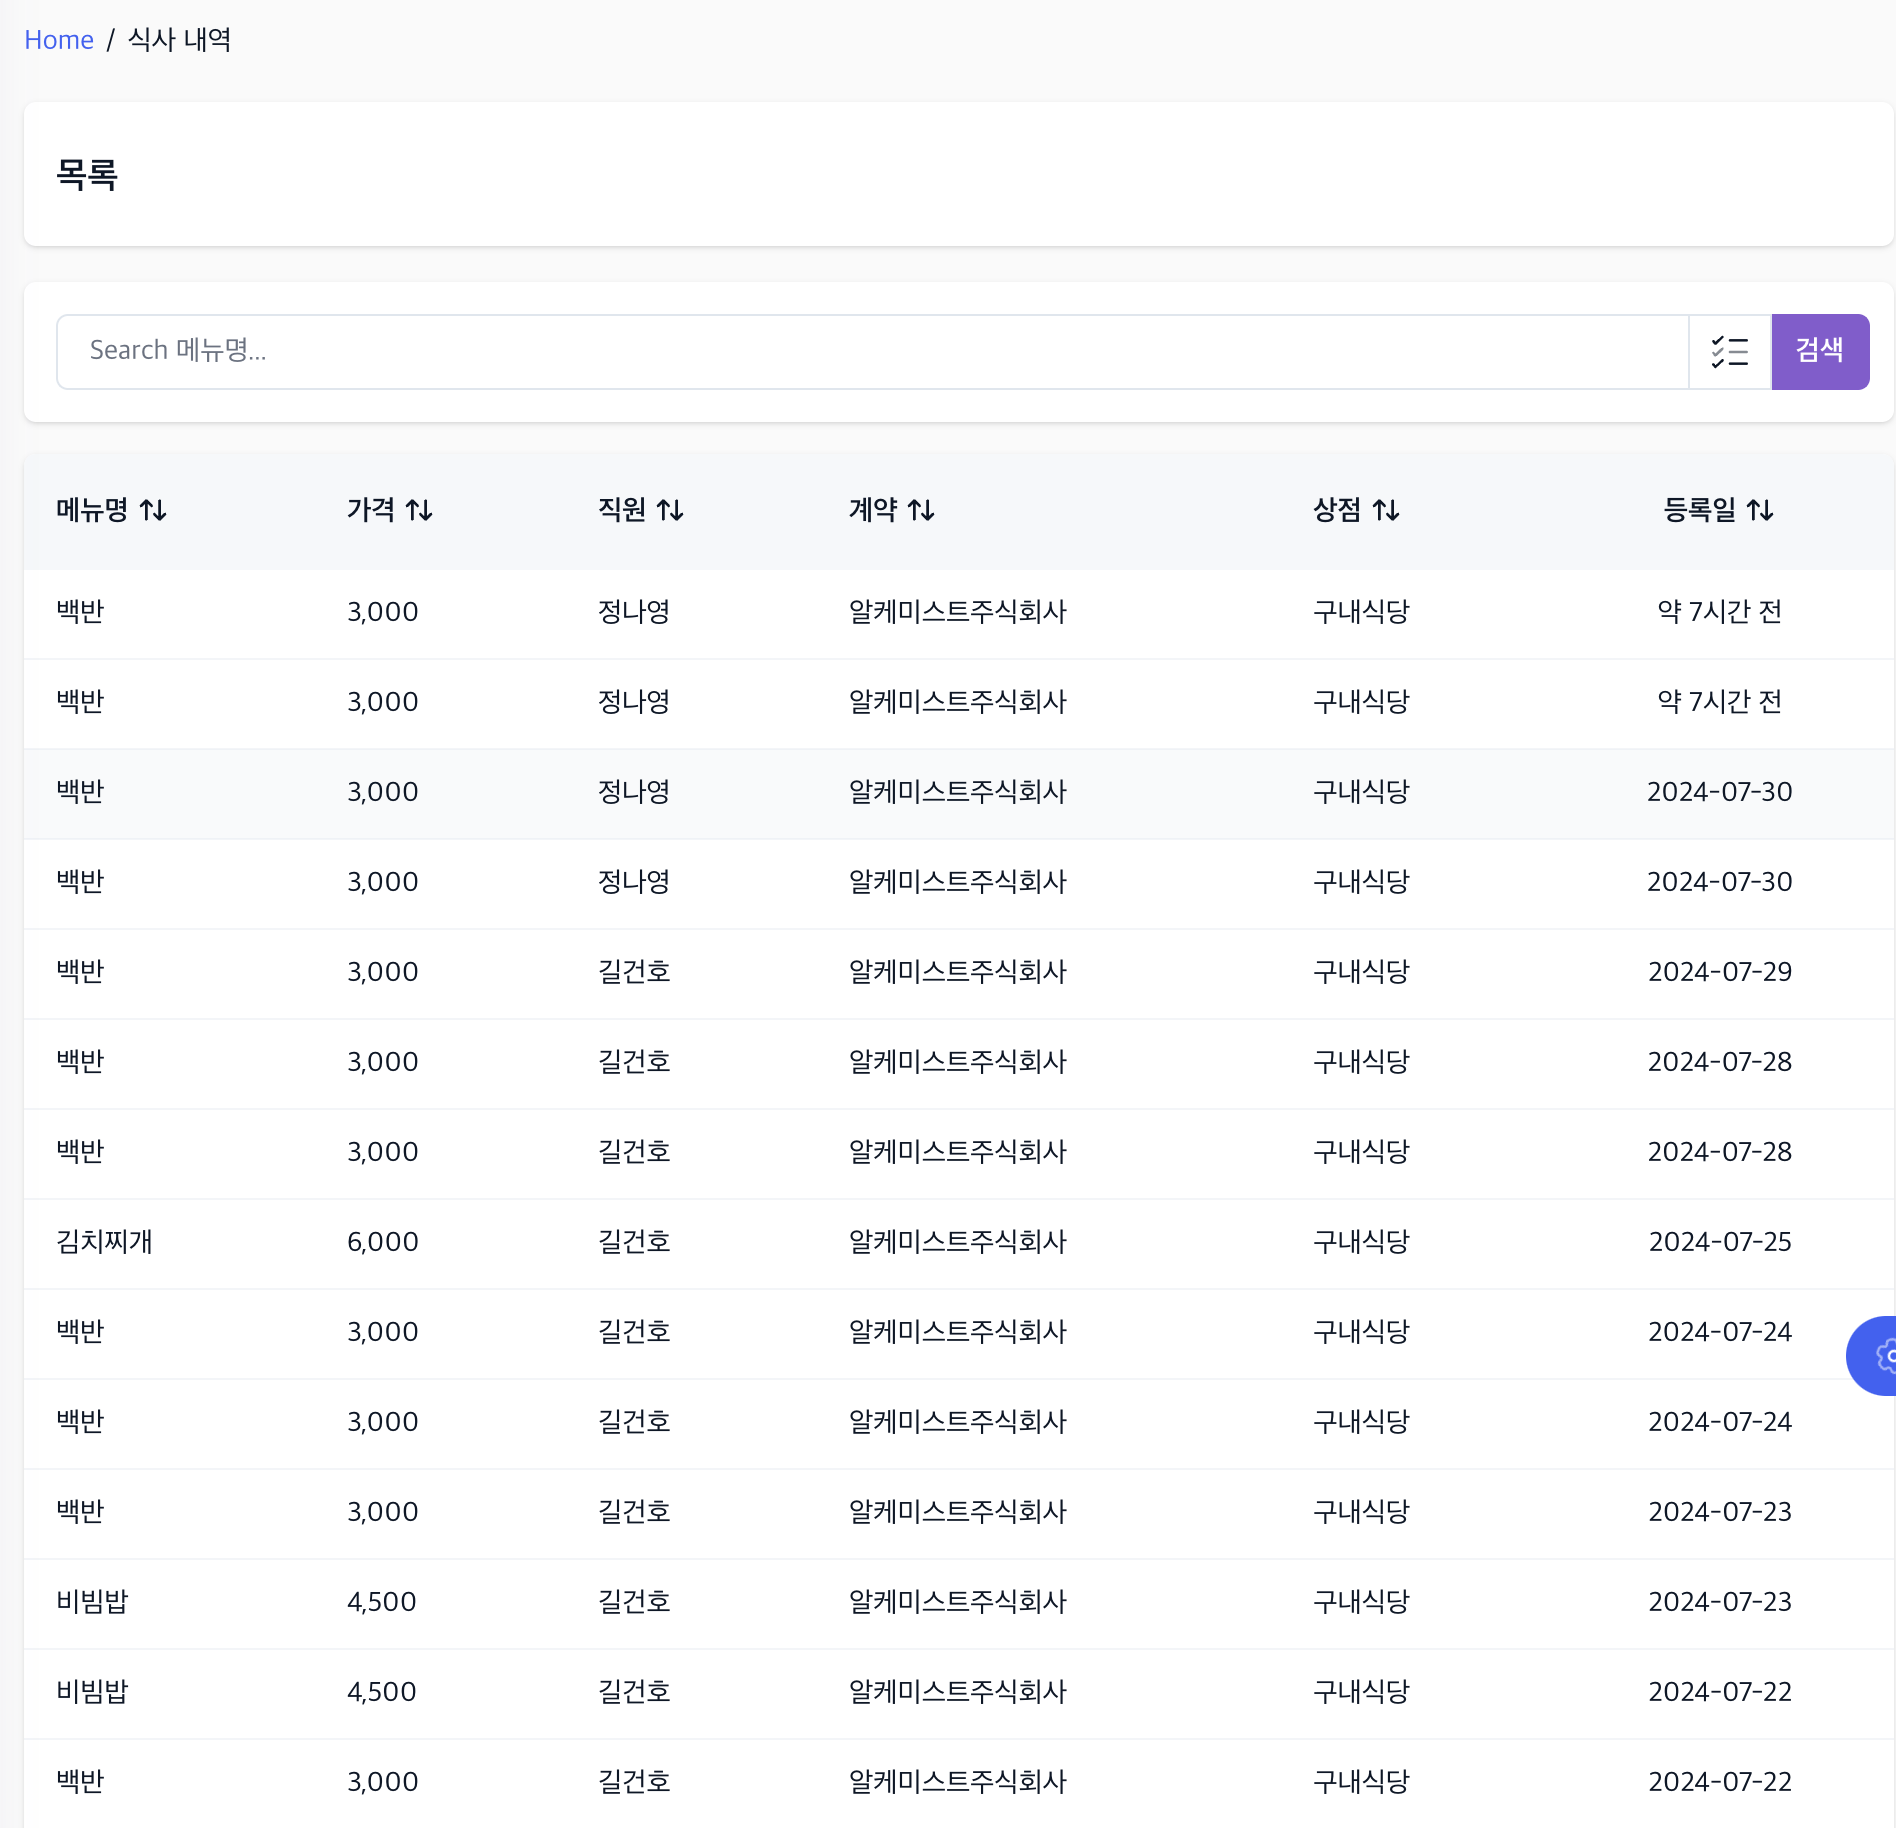 Home / 식사 내역
목록
Search 메뉴명...
검색
메뉴명 가격 직원 계약 상점 등록일
백반 3,000 정나영 알케미스트주식회사 구내식당 약 7시간 전
백반 3,000 정나영 알케미스트주식회사 구내식당 약 7시간 전
백반 3,000 정나영 알케미스트주식회사 구내식당 2024-07-30
백반 3,000 정나영 알케미스트주식회사 구내식당 2024-07-30
백반 3,000 길건호 알케미스트주식회사 구내식당 2024-07-29
백반 3,000 길건호 알케미스트주식회사 구내식당 2024-07-28
백반 3,000 길건호 알케미스트주식회사 구내식당 2024-07-28
김치찌개 6,000 길건호 알케미스트주식회사 구내식당 2024-07-25
백반 3,000 길건호 알케미스트주식회사 구내식당 2024-07-24
백반 3,000 길건호 알케미스트주식회사 구내식당 2024-07-24
백반 3,000 길건호 알케미스트주식회사 구내식당 2024-07-23
비빔밥 4,500 길건호 알케미스트주식회사 구내식당 2024-07-23
비빔밥 4,500 길건호 알케미스트주식회사 구내식당 2024-07-22
백반 3,000 길건호 알케미스트주식회사 구내식당 2024-07-22